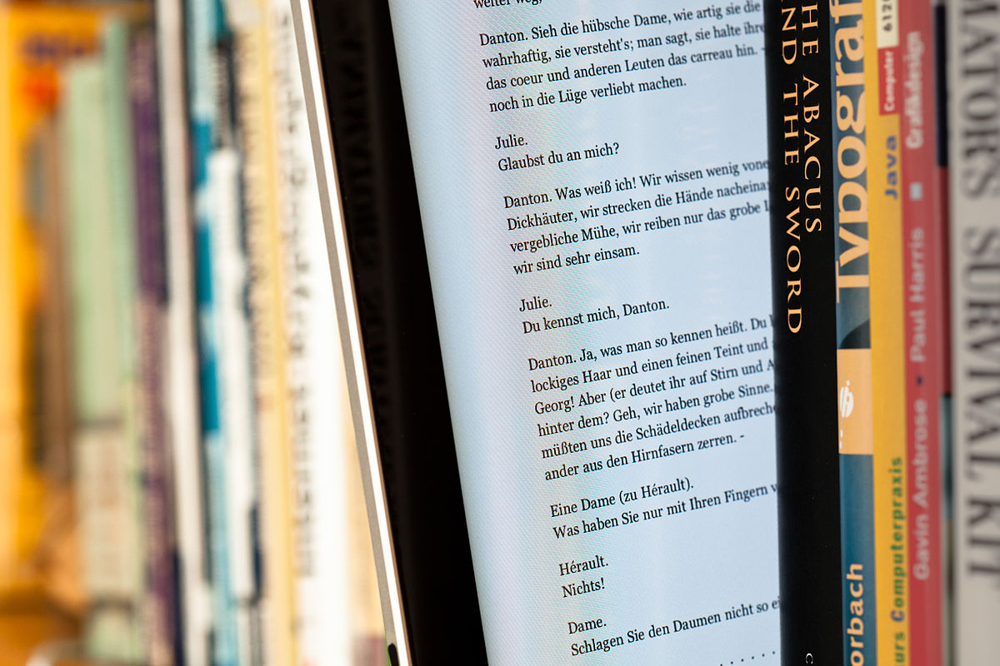 weiter weg,
Danton. Sieh die hübsche Dame, wie artig sie die
wahrhaftig, sie versteht's; man sagt, sie halte ihre
das coeur und anderen Leuten das carreau hin. -
noch in die Lüge verliebt machen.
Julie.
Glaubst du an mich?
Danton. Was weiß ich! Wir wissen wenig vone
Dickhäuter, wir strecken die Hände nacheina
vergebliche Mühe, wir reiben nur das grobe
wir sind sehr einsam.
Julie.
Du kennst mich, Danton.
Danton. Ja, was man so kennen heißt. Du
lockiges Haar und einen feinen Teint und
Georg! Aber (er deutet ihr auf Stirn und A
hinter dem? Geh, wir haben grobe Sinne.
müßten uns die Schädeldecken aufbreche
ander aus den Hirnfasern zerren. -
Eine Dame (zu Hérault).
Was haben Sie nur mit Ihren Fingern v
Hérault.
Nichts!
Dame.
Schlagen Sie den Daumen nicht so ei
THE ABACUS
AND THE SWORD
Typografi
orbach
6120
Computer
Java
urs Computerpraxis
Grafikdesign
Gavin Ambrose • Paul Harris
MATORS SURVIVAL KIT